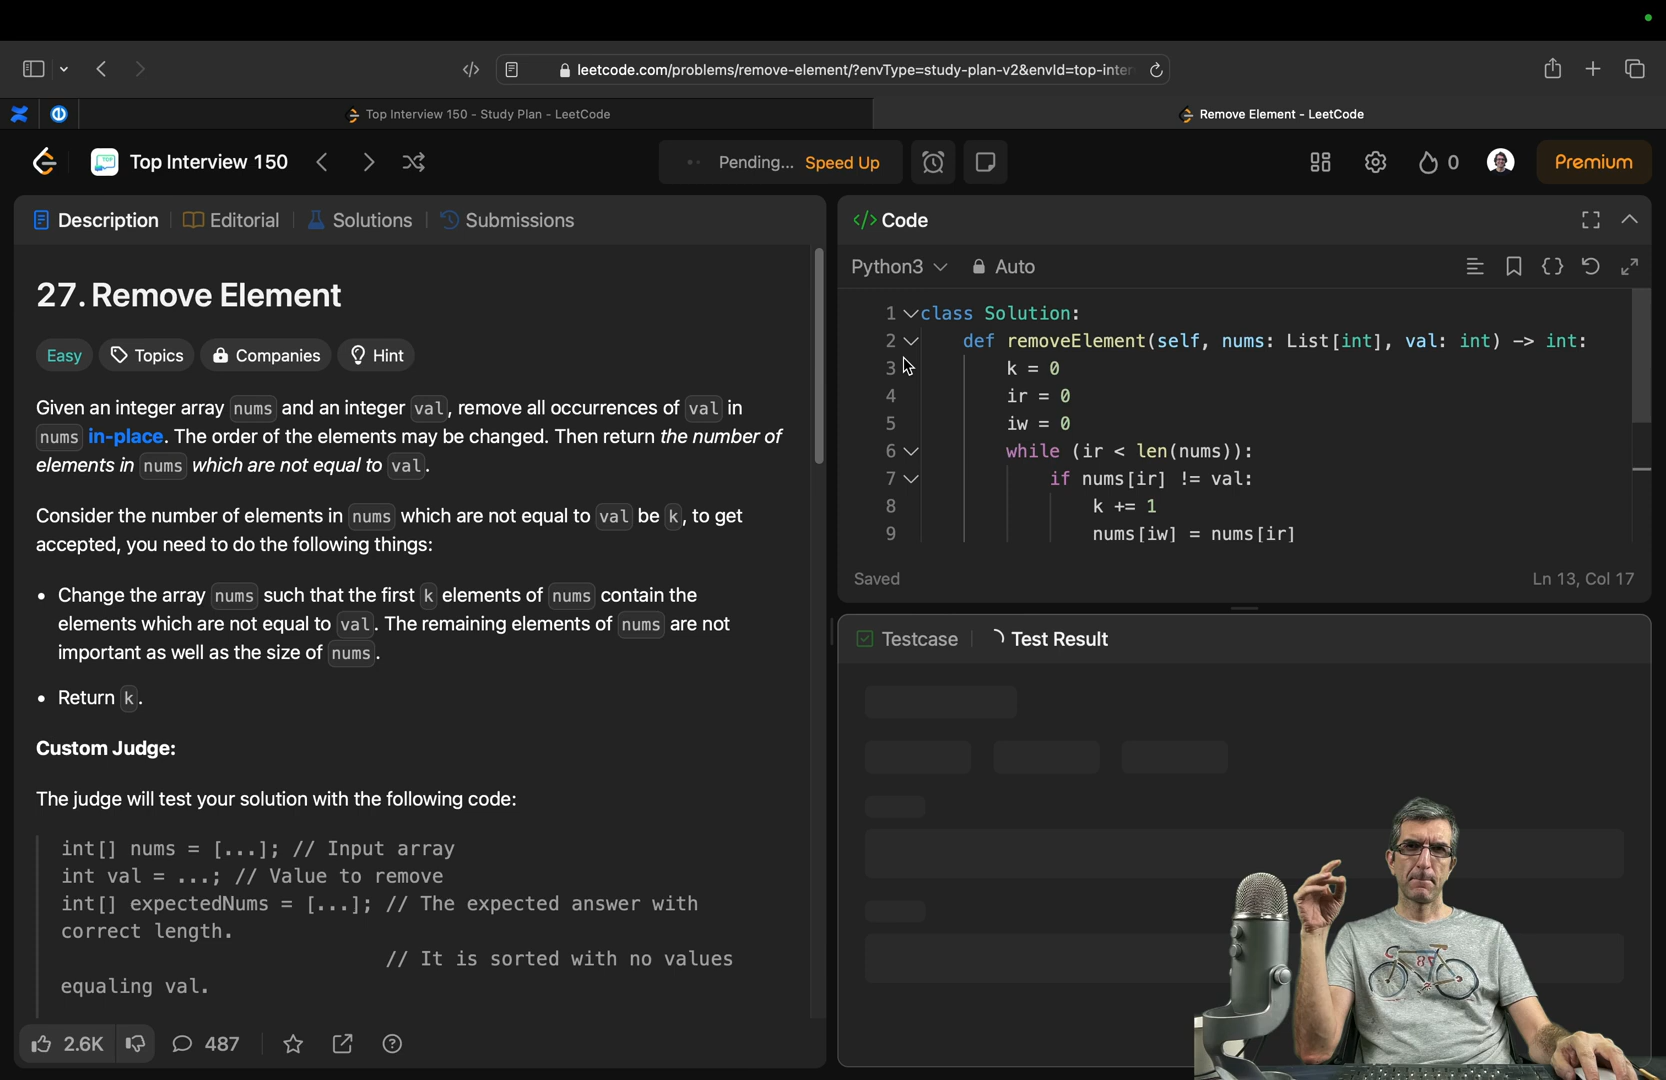 leetcode.com/problems/remove-element/?envType=study-plan-v2&envId=top-inter
Top Interview 150 - Study Plan - LeetCode
Remove Element - LeetCode
Top Interview 150
Pending... Speed Up
0
Premium
Description
Editorial
Solutions
Submissions
27. Remove Element
Easy
Topics
Companies
Hint
Given an integer array nums and an integer val, remove all occurrences of val in
nums in-place. The order of the elements may be changed. Then return the number of
elements in nums which are not equal to val.
Consider the number of elements in nums which are not equal to val be k, to get
accepted, you need to do the following things:
• Change the array nums such that the first k elements of nums contain the
elements which are not equal to val. The remaining elements of nums are not
important as well as the size of nums.
• Return k.
Custom Judge:
The judge will test your solution with the following code:
int[] nums = [...]; // Input array
int val = ...; // Value to remove
int[] expectedNums = [...]; // The expected answer with
correct length.
// It is sorted with no values
equaling val.
2.6K
487
</> Code
Python3
Auto
1 class Solution:
2 def removeElement(self, nums: List[int], val: int) -> int:
3 k = 0
4 ir = 0
5 iw = 0
6 while (ir < len(nums)):
7 if nums[ir] != val:
8 k += 1
9 nums[iw] = nums[ir]
Saved
Ln 13, Col 17
Testcase
Test Result